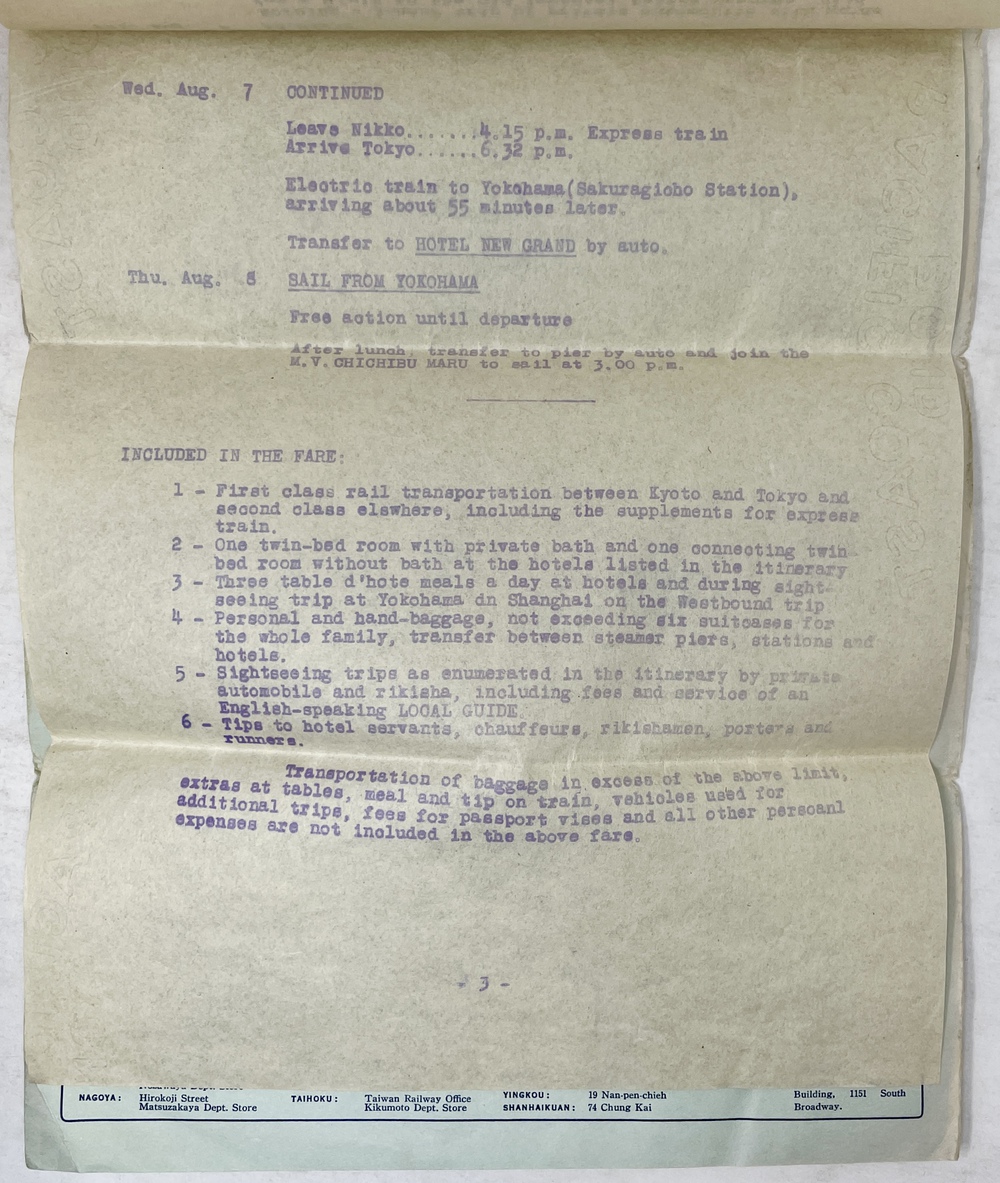 Wed. Aug. 7 CONTINUED
Leave Nikko.......4.15 p.m. Express train
Arrive Tokyo......6.32 p.m.
Electric train to Yokohama(Sakuragicho Station),
arriving about 55 minutes later.
Transfer to HOTEL NEW GRAND by auto.
Thu. Aug. 8 SAIL FROM YOKOHAMA
Free action until departure
After lunch, transfer to pier by auto and join the
M.V. CHICHIBU MARU to sail at 3.00 p.m.
INCLUDED IN THE FARE:
1 - First class rail transportation between Kyoto and Tokyo and
second class elswhere, including the supplements for express
train.
2 - One twin-bed room with private bath and one connecting twin-
bed room without bath at the hotels listed in the itinerary
3 - Three table d'hote meals a day at hotels and during sight-
seeing trip at Yokohama dn Shanghai on the Westbound trip
4 - Personal and hand-baggage, not exceeding six suitcases for
the whole family, transfer between steamer piers, stations and
hotels.
5 - Sightseeing trips as enumerated in the itinerary by private
automobile and rikisha, including fees and service of an
English-speaking LOCAL GUIDE.
6 - Tips to hotel servants, chauffeurs, rikishamen, porters and
runners.
Transportation of baggage in excess of the above limit,
extras at tables, meal and tip on train, vehicles used for
additional trips, fees for passport vises and all other persoanl
expenses are not included in the above fare.
- 3 -
NAGOYA: Hirokoji Street
Matsuzakaya Dept. Store
TAIHOKU: Taiwan Railway Office
Kikumoto Dept. Store
YINGKOU: 19 Nan-pen-chieh
SHANHAIKUAN: 74 Chung Kai
Building, 1151 South
Broadway.